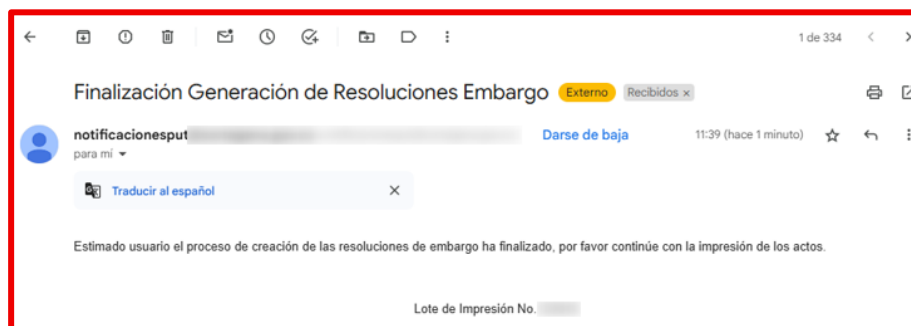 1 de 334
Finalización Generación de Resoluciones Embargo Externo Recibidos x
notificacionesput Darse de baja 11:39 (hace 1 minuto)
para mí
Traducir al español
Estimado usuario el proceso de creación de las resoluciones de embargo ha finalizado, por favor continúe con la impresión de los actos.
Lote de Impresión No.